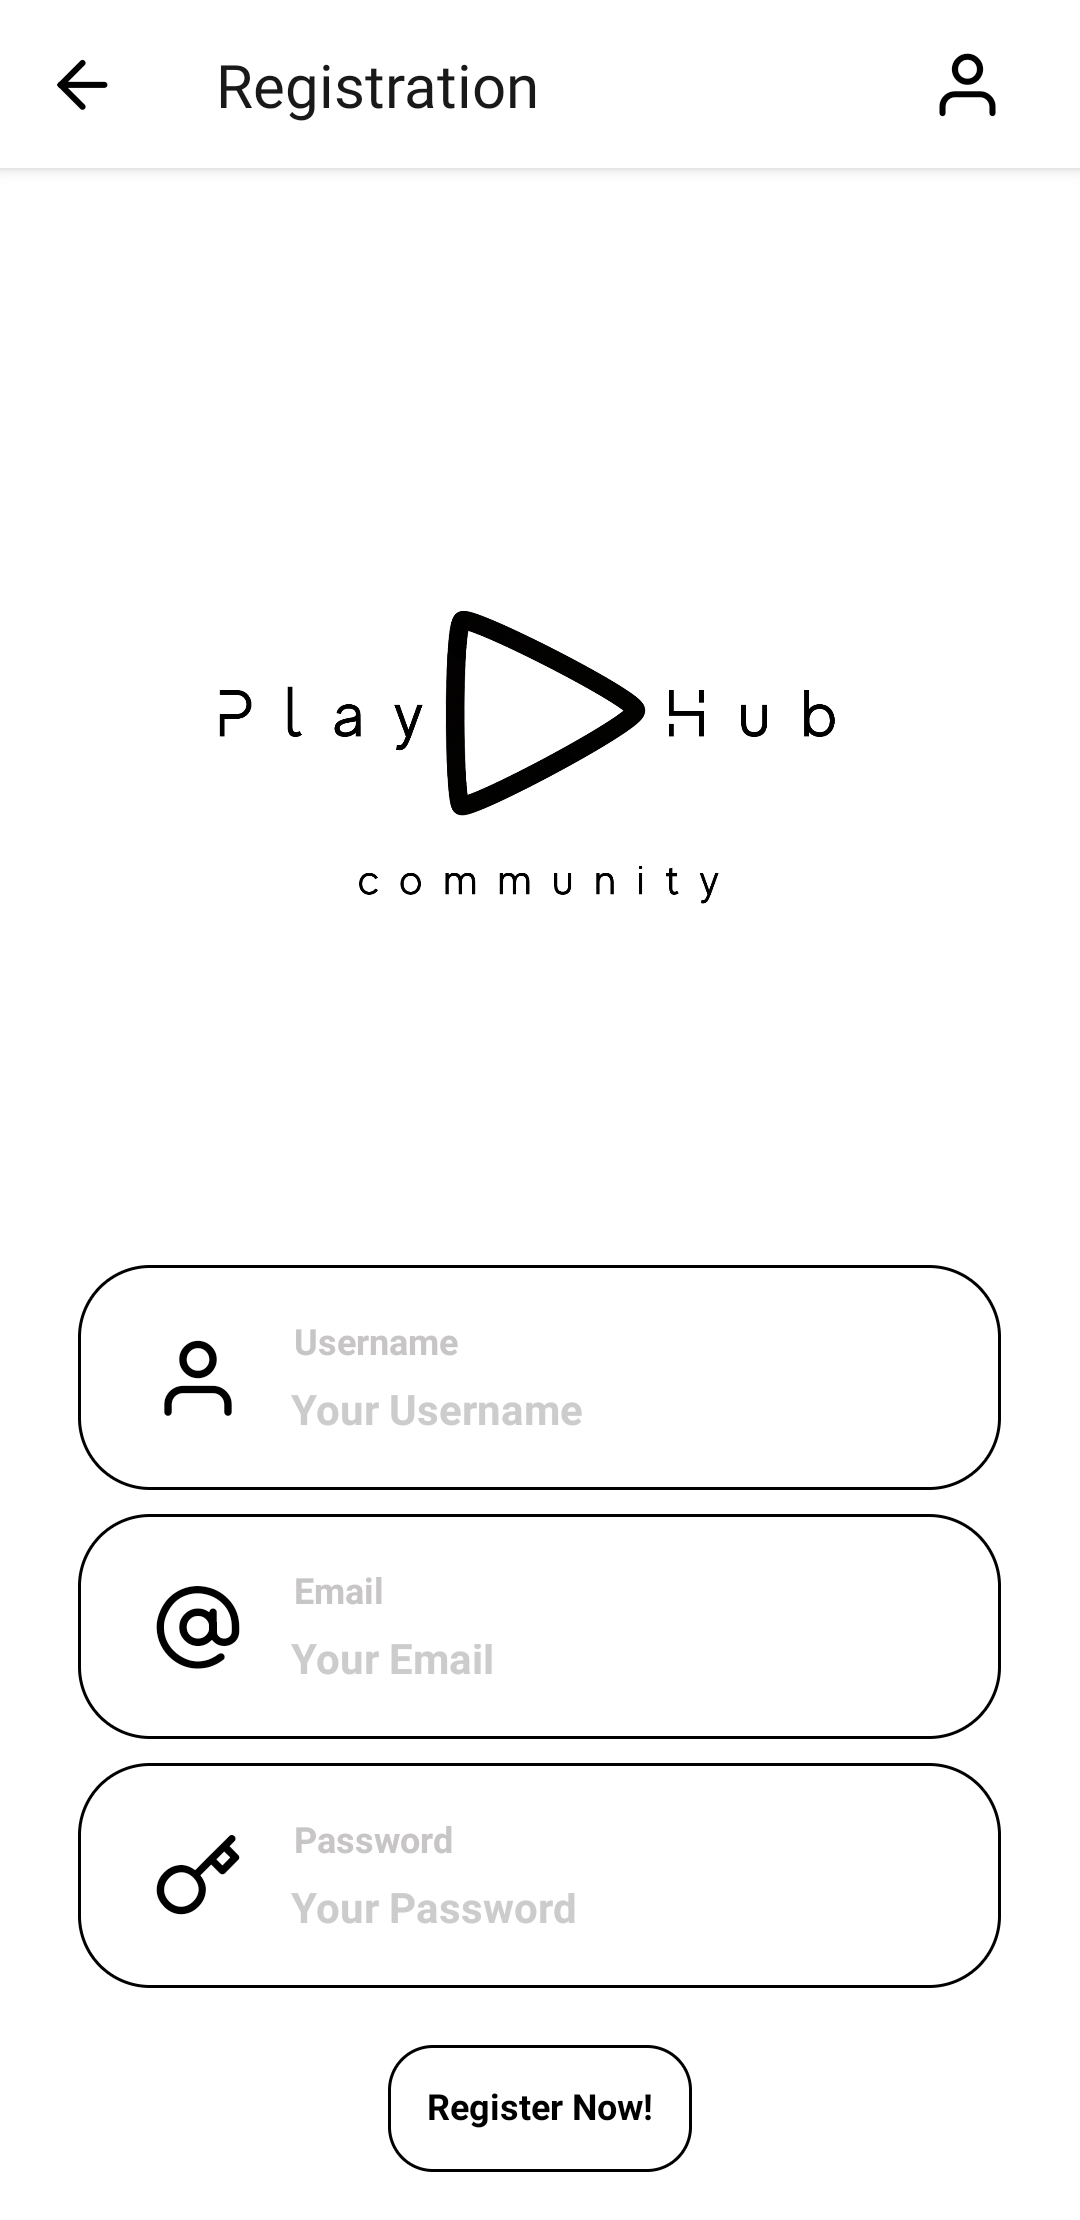 Registration
Play Hub
community
Username
Your Username
Email
Your Email
Password
Your Password
Register Now!